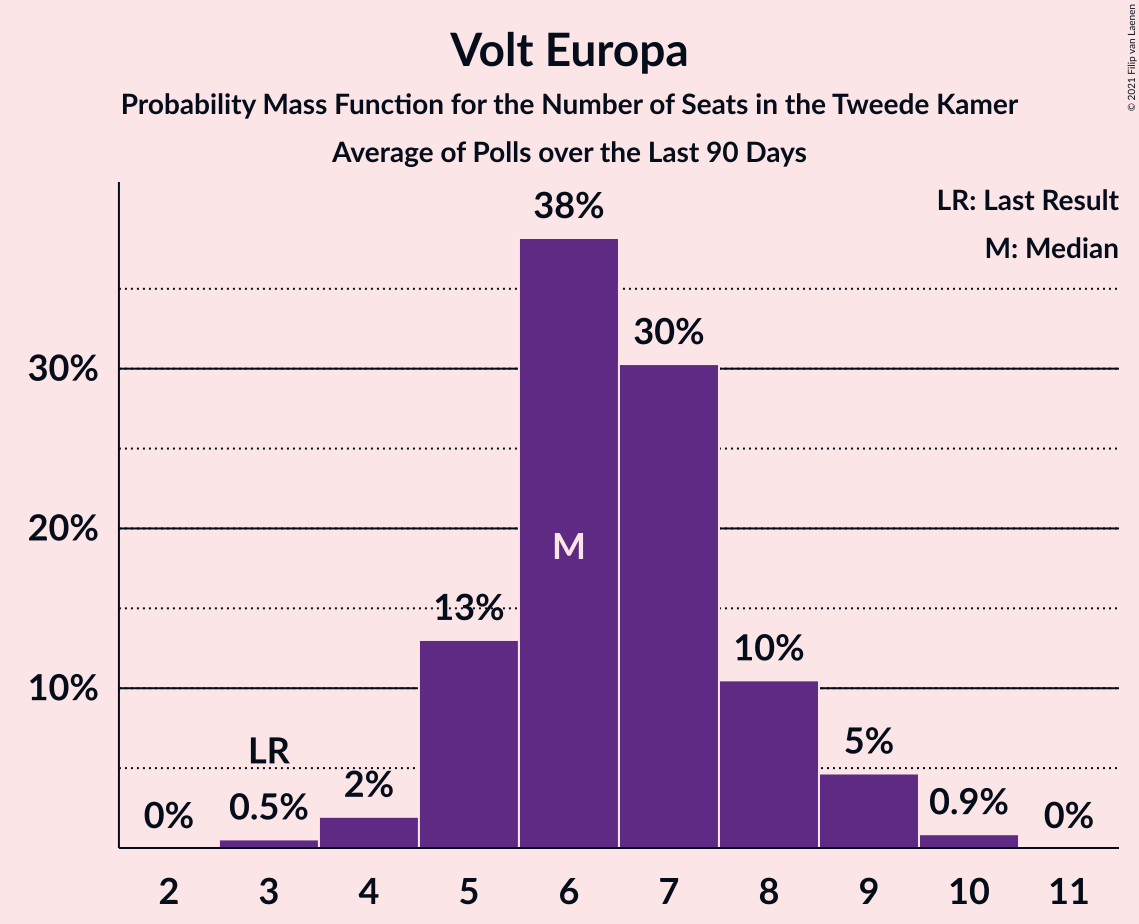 Volt Europa
Probability Mass Function for the Number of Seats in the Tweede Kamer
Average of Polls over the Last 90 Days
© 2021 Filip van Laenen
LR: Last Result
M: Median
38%
30%
30%
20%
M
13%
10%
10%
LR
5%
2%
0%
0.5%
0.9%
0%
2 3 4 5 6 7 8 9 10 11